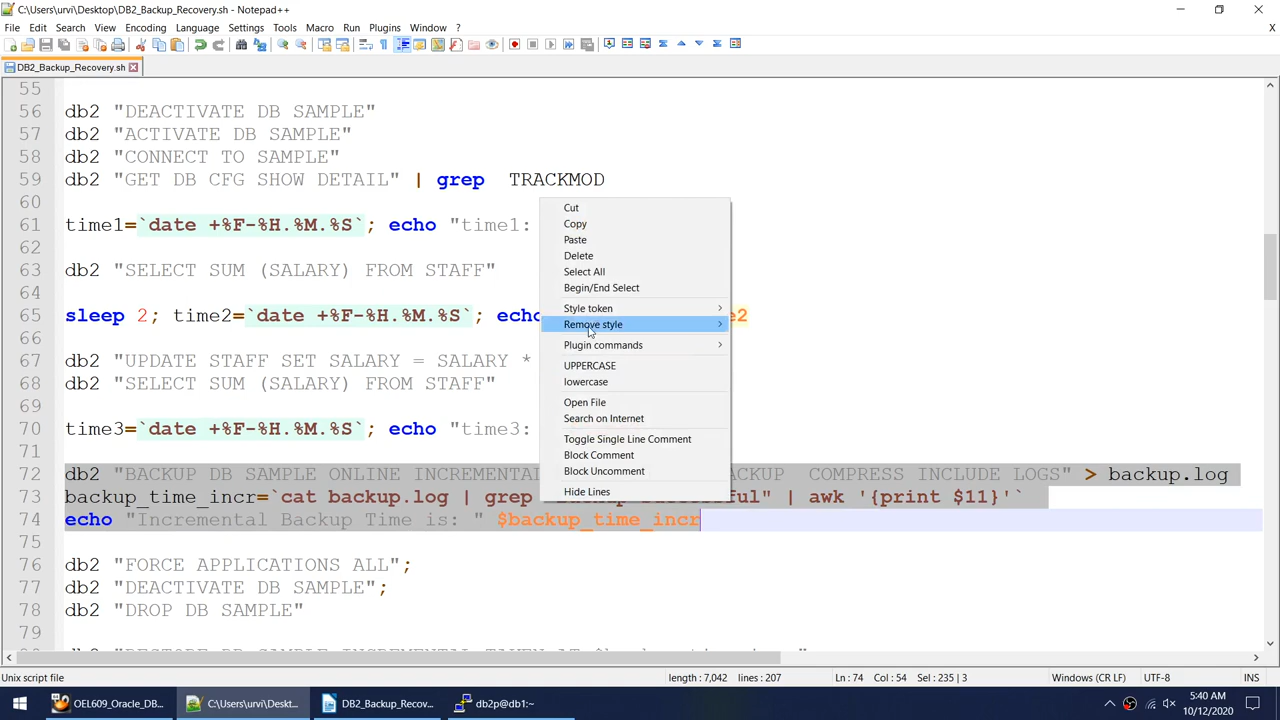 C:\Users\urvi\Desktop\DB2_Backup_Recovery.sh - Notepad++
File Edit Search View Encoding Language Settings Tools Macro Run Plugins Window ? X
DB2_Backup_Recovery.sh
55
56 db2 "DEACTIVATE DB SAMPLE"
57 db2 "ACTIVATE DB SAMPLE"
58 db2 "CONNECT TO SAMPLE"
59 db2 "GET DB CFG SHOW DETAIL" | grep  TRACKMOD
60
61 time1=`date +%F-%H.%M.%S`; echo "time1:
62
63 db2 "SELECT SUM (SALARY) FROM STAFF"
64
65 sleep 2; time2=`date +%F-%H.%M.%S`; echo e2
66
67 db2 "UPDATE STAFF SET SALARY = SALARY *
68 db2 "SELECT SUM (SALARY) FROM STAFF"
69
70 time3=`date +%F-%H.%M.%S`; echo "time3:
71
72 db2 "BACKUP DB SAMPLE ONLINE INCREMENTAL ACKUP  COMPRESS INCLUDE LOGS" > backup.log
73 backup_time_incr=`cat backup.log | grep " | awk '{print $11}'`
74 echo "Incremental Backup Time is: " $backup_time_incr
75
76 db2 "FORCE APPLICATIONS ALL";
77 db2 "DEACTIVATE DB SAMPLE";
78 db2 "DROP DB SAMPLE"
79
Cut
Copy
Paste
Delete
Select All
Begin/End Select
Style token
Remove style
Plugin commands
UPPERCASE
lowercase
Open File
Search on Internet
Toggle Single Line Comment
Block Comment
Block Uncomment
Hide Lines
Unix script file length : 7,042 lines : 207 Ln : 74 Col : 54 Sel : 235 | 3 Windows (CR LF) UTF-8 INS
OEL609_Oracle_DB... C:\Users\urvi\Deskt... DB2_Backup_Recov... db2p@db1:~
5:40 AM
10/12/2020